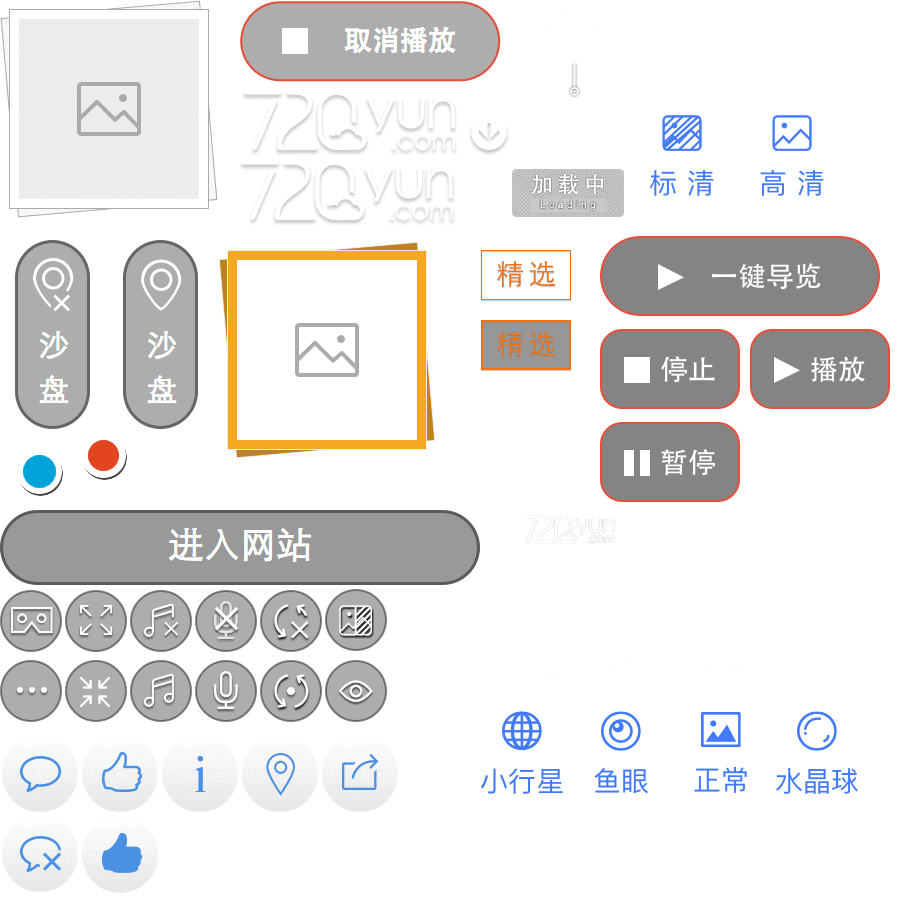 取消播放
720yun
.com
720yun
.com
加载中
Loading
标清
高清
沙盘
沙盘
精选
精选
一键导览
停止
播放
暂停
进入网站
720yun
.com
小行星
鱼眼
正常
水晶球